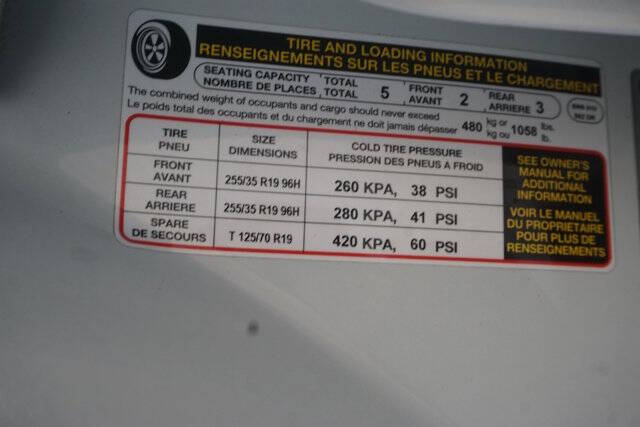 TIRE AND LOADING INFORMATION
RENSEIGNEMENTS SUR LES PNEUS ET LE CHARGEMENT
SEATING CAPACITY TOTAL 5 FRONT 2 REAR 3
NOMBRE DE PLACES TOTAL AVANT ARRIERE
The combined weight of occupants and cargo should never exceed 480 kg or 1058 lbs.
Le poids total des occupants et du chargement ne doit jamais dépasser kg ou lb.
TIRE SIZE COLD TIRE PRESSURE
PNEU DIMENSIONS PRESSION DES PNEUS A FROID
FRONT
AVANT 255/35 R19 96H 260 KPA, 38 PSI
REAR
ARRIERE 255/35 R19 96H 280 KPA, 41 PSI
SPARE
DE SECOURS T 125/70 R19 420 KPA, 60 PSI
SEE OWNER'S
MANUAL FOR
ADDITIONAL
INFORMATION
VOIR LE MANUEL
DU PROPRIETAIRE
POUR PLUS DE
RENSEIGNEMENTS